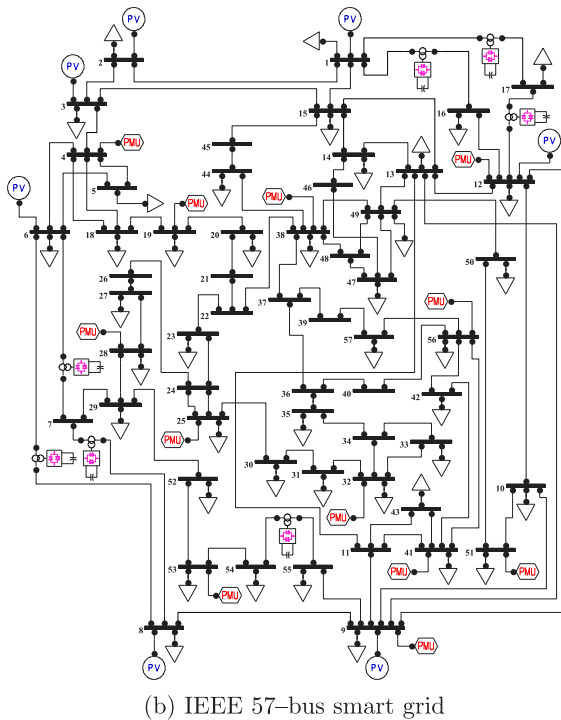 PV
PV
2
1
17
PV
3
15
16
PV
45
14
4
PMU
13
PMU
12
44
46
PV
5
PMU
PMU
49
6
18
19
20
38
48
50
26
21
47
27
22
37
PMU
39
23
57
56
PMU
28
24
36
40
42
29
35
7
25
34
33
PMU
30
31
32
52
10
PMU
43
PMU
11
41
51
53
54
55
PMU
PMU
PMU
8
9
PMU
PV
PV
(b) IEEE 57–bus smart grid